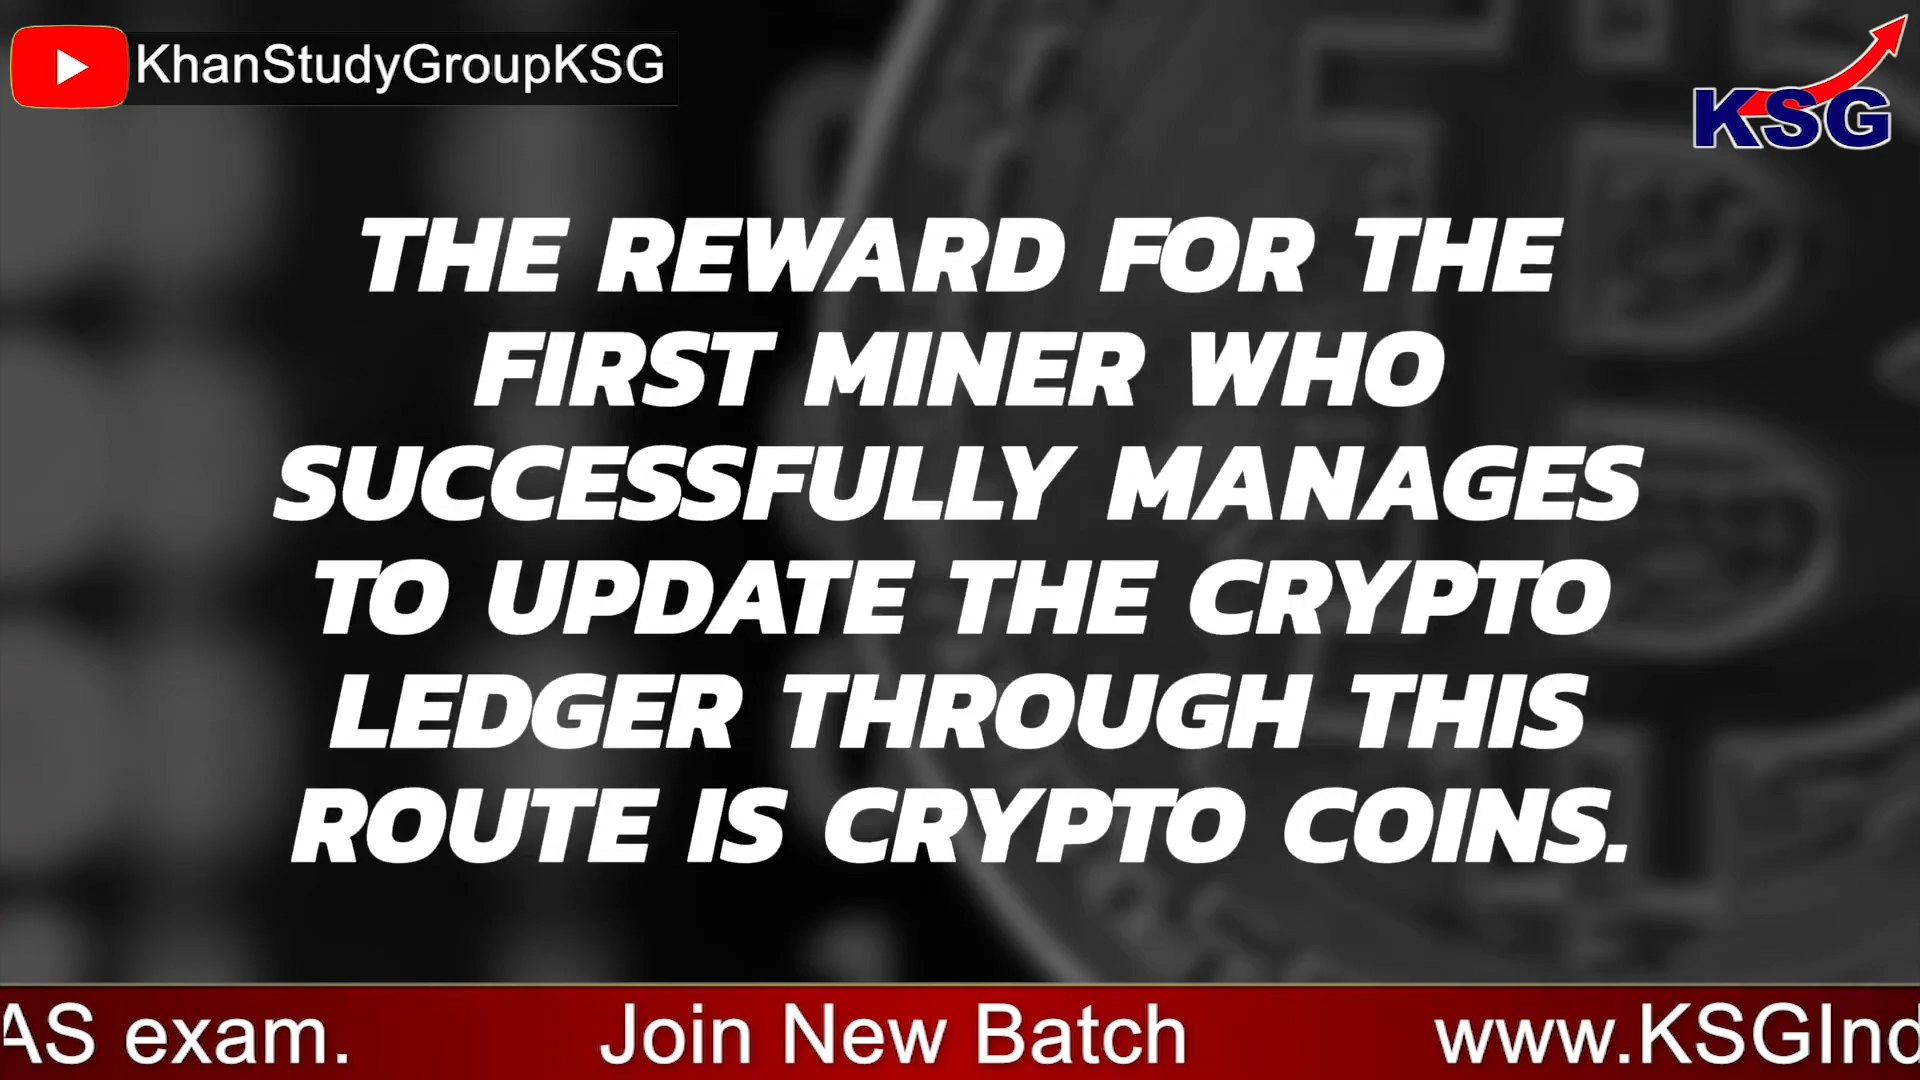 KhanStudyGroupKSG
KSG
THE REWARD FOR THE
FIRST MINER WHO
SUCCESSFULLY MANAGES
TO UPDATE THE CRYPTO
LEDGER THROUGH THIS
ROUTE IS CRYPTO COINS.
AS exam. Join New Batch www.KSGInd